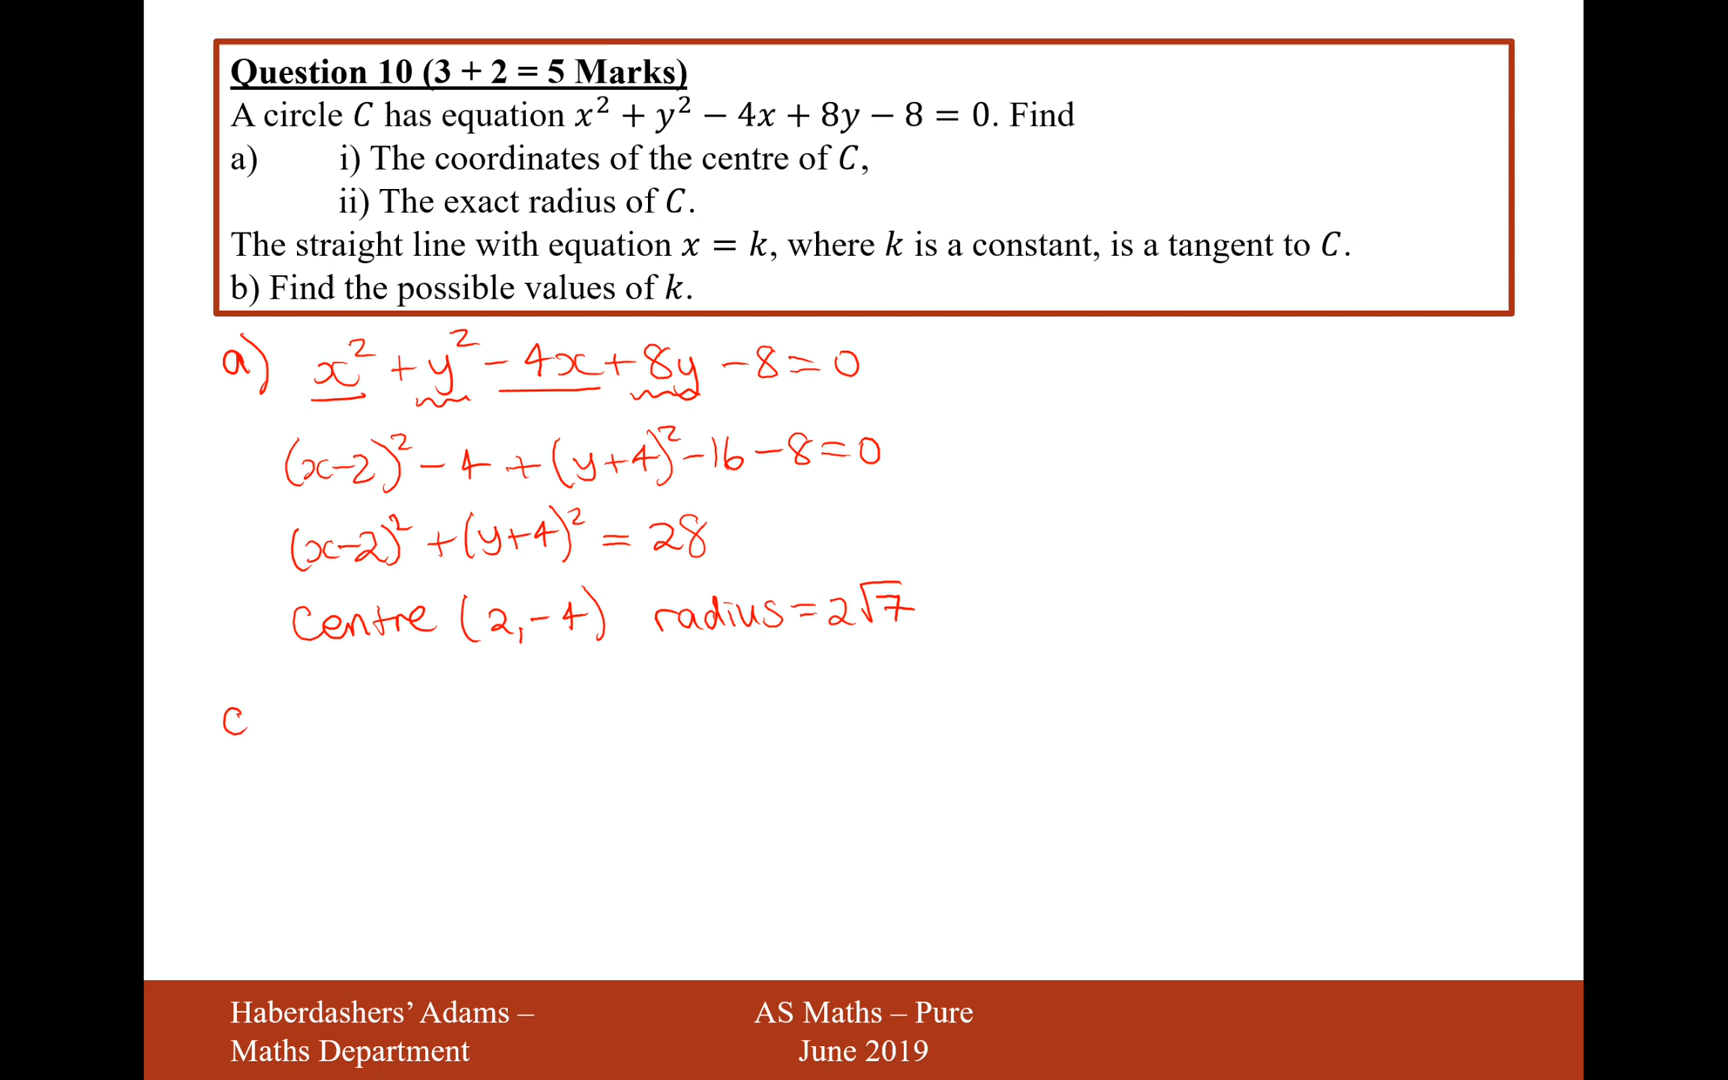 Question 10 (3 + 2 = 5 Marks)
A circle C has equation x² + y² − 4x + 8y − 8 = 0. Find
a) i) The coordinates of the centre of C,
ii) The exact radius of C.
The straight line with equation x = k, where k is a constant, is a tangent to C.
b) Find the possible values of k.
a) x² + y² − 4x + 8y − 8 = 0
(x−2)² − 4 + (y+4)² − 16 − 8 = 0
(x−2)² + (y+4)² = 28
Centre (2, −4) radius = 2√7
c
Haberdashers’ Adams –
Maths Department
AS Maths – Pure
June 2019